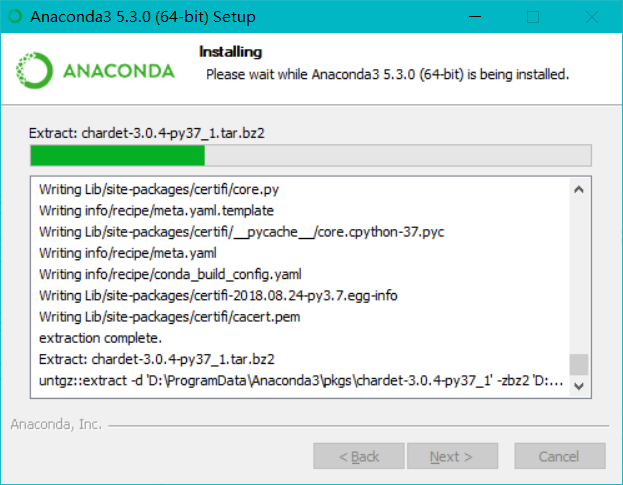 Anaconda3 5.3.0 (64-bit) Setup
ANACONDA
Installing
Please wait while Anaconda3 5.3.0 (64-bit) is being installed.
Extract: chardet-3.0.4-py37_1.tar.bz2
Writing Lib/site-packages/certifi/core.py
Writing info/recipe/meta.yaml.template
Writing Lib/site-packages/certifi/__pycache__/core.cpython-37.pyc
Writing info/recipe/meta.yaml
Writing info/recipe/conda_build_config.yaml
Writing Lib/site-packages/certifi-2018.08.24-py3.7.egg-info
Writing Lib/site-packages/certifi/cacert.pem
extraction complete.
Extract: chardet-3.0.4-py37_1.tar.bz2
untgz::extract -d 'D:\ProgramData\Anaconda3\pkgs\chardet-3.0.4-py37_1' -zbz2 'D:...
Anaconda, Inc.
< Back Next > Cancel